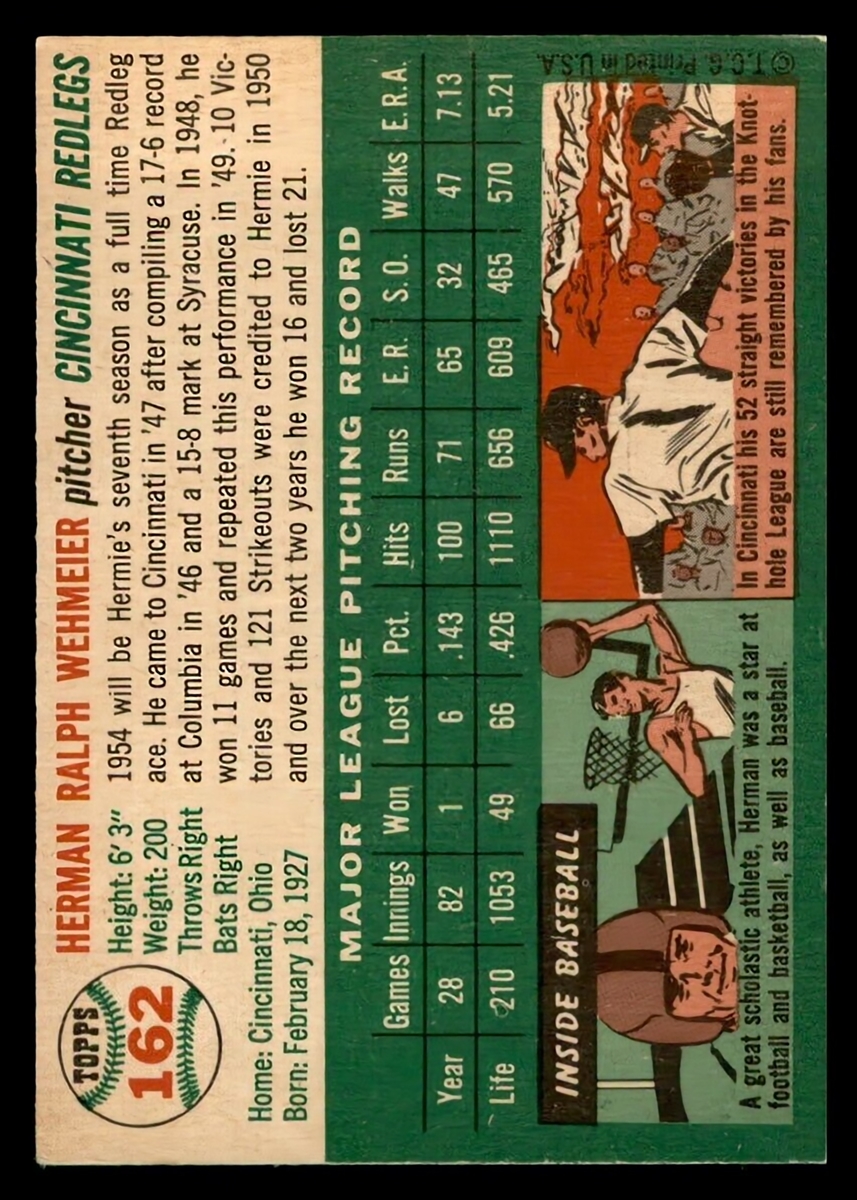 TOPPS
162
HERMAN RALPH WEHMEIER pitcher CINCINNATI REDLEGS
Height: 6' 3"
Weight: 200
Throws Right
Bats Right
Home: Cincinnati, Ohio
Born: February 18, 1927
1954 will be Hermie's seventh season as a full time Redleg
ace. He came to Cincinnati in '47 after compiling a 17-6 record
at Columbia in '46 and a 15-8 mark at Syracuse. In 1948, he
won 11 games and repeated this performance in '49. 10 Vic-
tories and 121 Strikeouts were credited to Hermie in 1950
and over the next two years he won 16 and lost 21.
MAJOR LEAGUE PITCHING RECORD
Games Innings Won Lost Pct. Hits Runs E.R. S.O. Walks E.R.A.
Year 28 82 1 6 .143 100 71 65 32 47 7.13
Life 210 1053 49 66 .426 1110 656 609 465 570 5.21
INSIDE BASEBALL
A great scholastic athlete, Herman was a star at
football and basketball, as well as baseball.
In Cincinnati his 52 straight victories in the Knot-
hole League are still remembered by his fans.
© T.C.G. Printed in U.S.A.